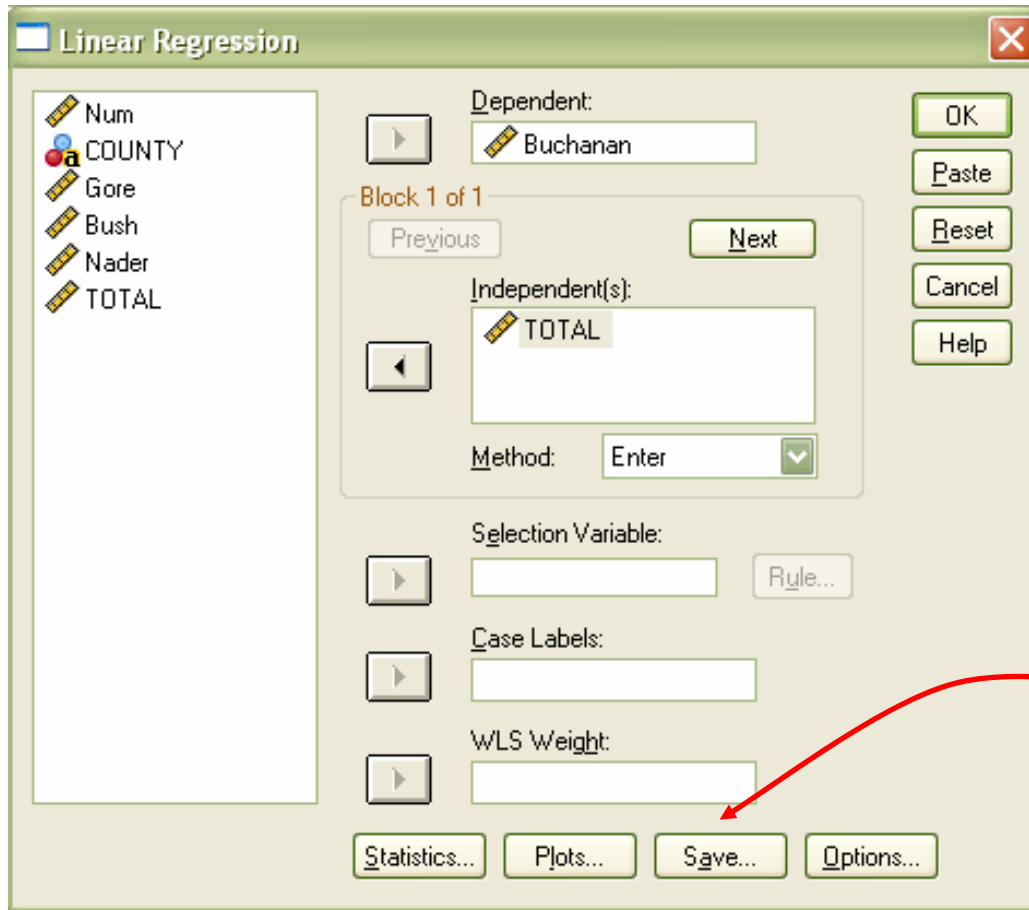 Linear Regression
Num
COUNTY
Gore
Bush
Nader
TOTAL
Dependent:
Buchanan
Block 1 of 1
Previous
Next
Independent(s):
TOTAL
Method:
Enter
Selection Variable:
Rule...
Case Labels:
WLS Weight:
Statistics...
Plots...
Save...
Options...
OK
Paste
Reset
Cancel
Help